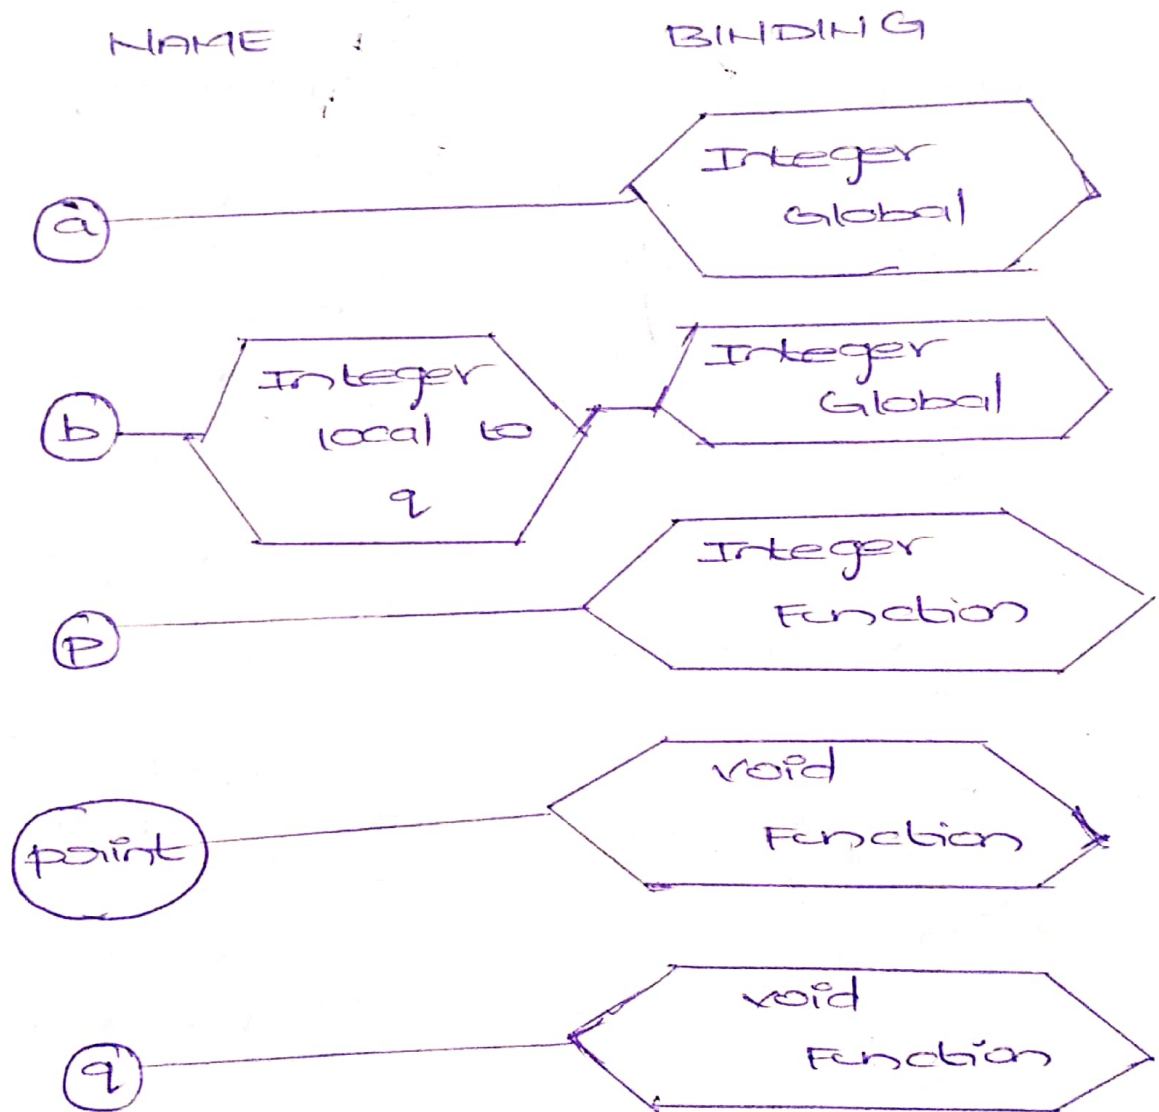 NAME BINDING
Integer
Global
a
Integer
Global
Integer
local to
q
b
Integer
Function
p
void
Function
print
void
Function
q